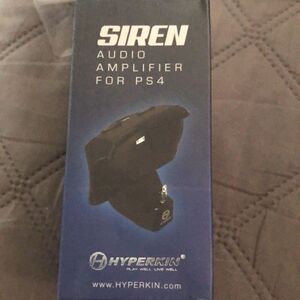 SIREN
AUDIO
AMPLIFIER
FOR PS4
HYPERKIN®
PLAY WELL LIVE WELL
www.HYPERKIN.com